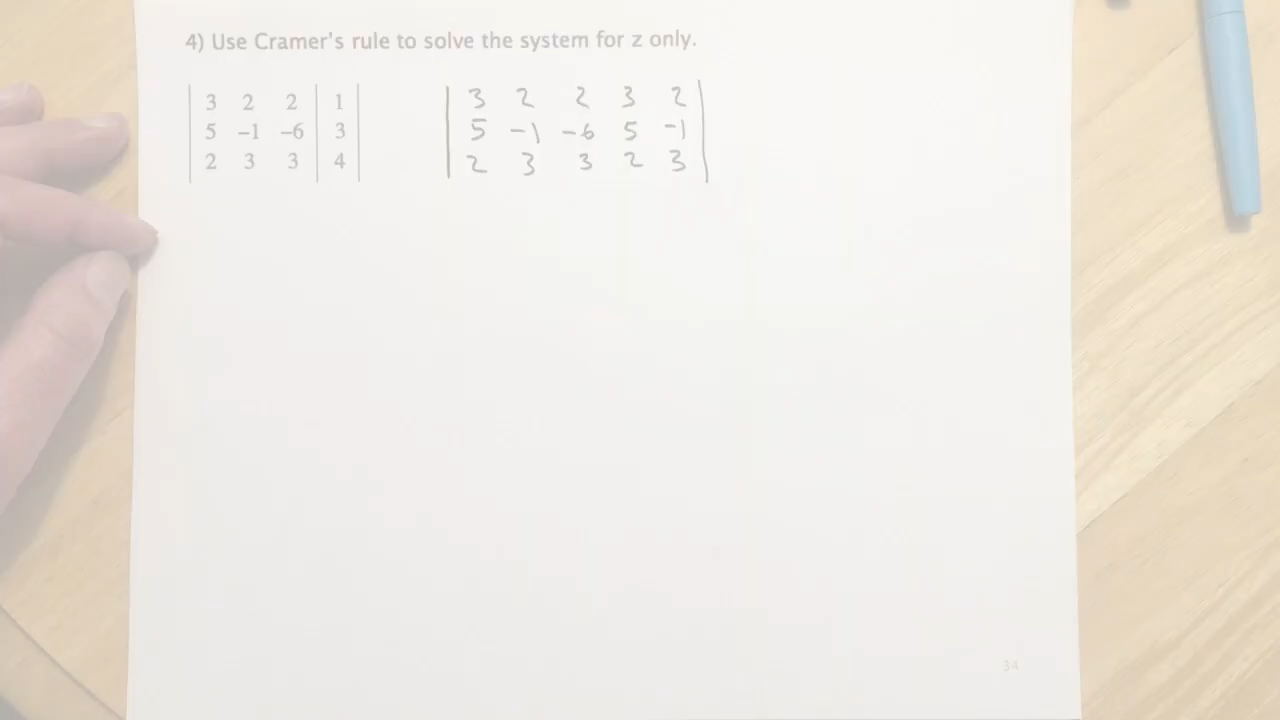 4) Use Cramer's rule to solve the system for z only.
3 2 2 1
5 -1 -6 3
2 3 3 4
3 2 2 3 2
5 -1 -6 5 -1
2 3 3 2 3
34